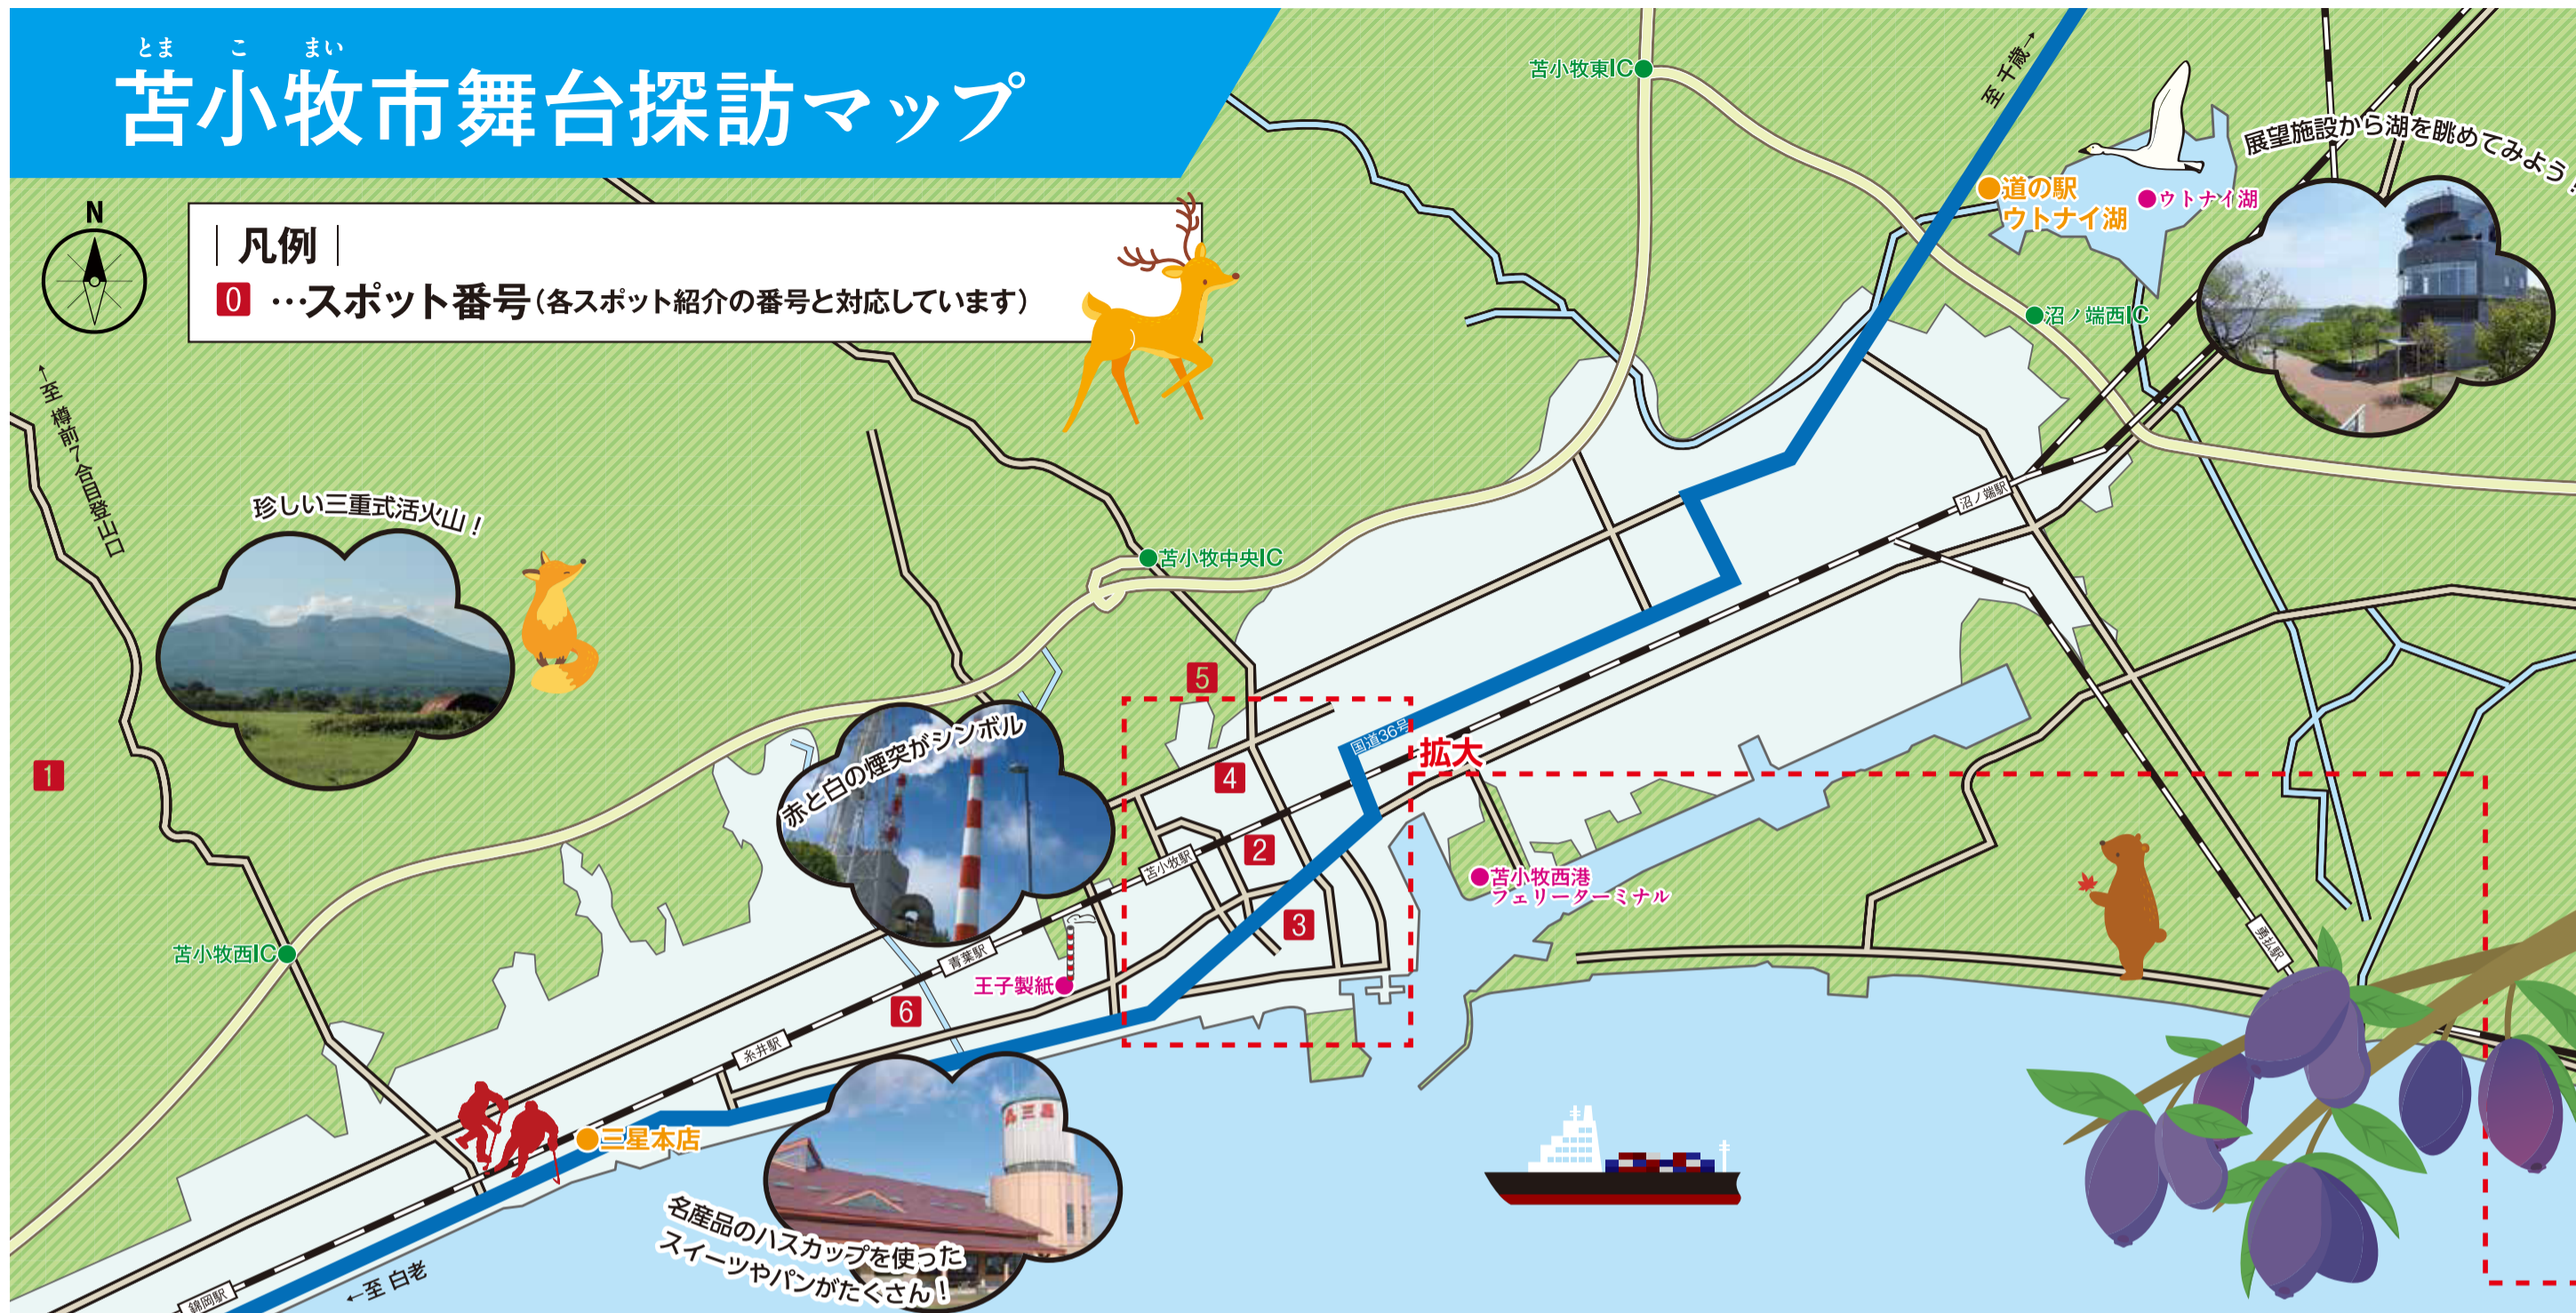 とま こ まい
苫小牧市舞台探訪マップ
N
凡例
0 …スポット番号（各スポット紹介の番号と対応しています）
苫小牧東IC
至 千歳→
展望施設から湖を眺めてみよう！
道の駅
ウトナイ湖
ウトナイ湖
沼ノ端西IC
←至 樽前7合目登山口
珍しい三重式活火山！
苫小牧中央IC
沼ノ端駅
5
国道36号
拡大
赤と白の煙突がシンボル
1
4
2
苫小牧駅
苫小牧西港
フェリーターミナル
3
苫小牧西IC
青葉駅
王子製紙
勇払駅
6
糸井駅
三星本店
三星
名産品のハスカップを使った
スイーツやパンがたくさん！
←至 白老
錦岡駅